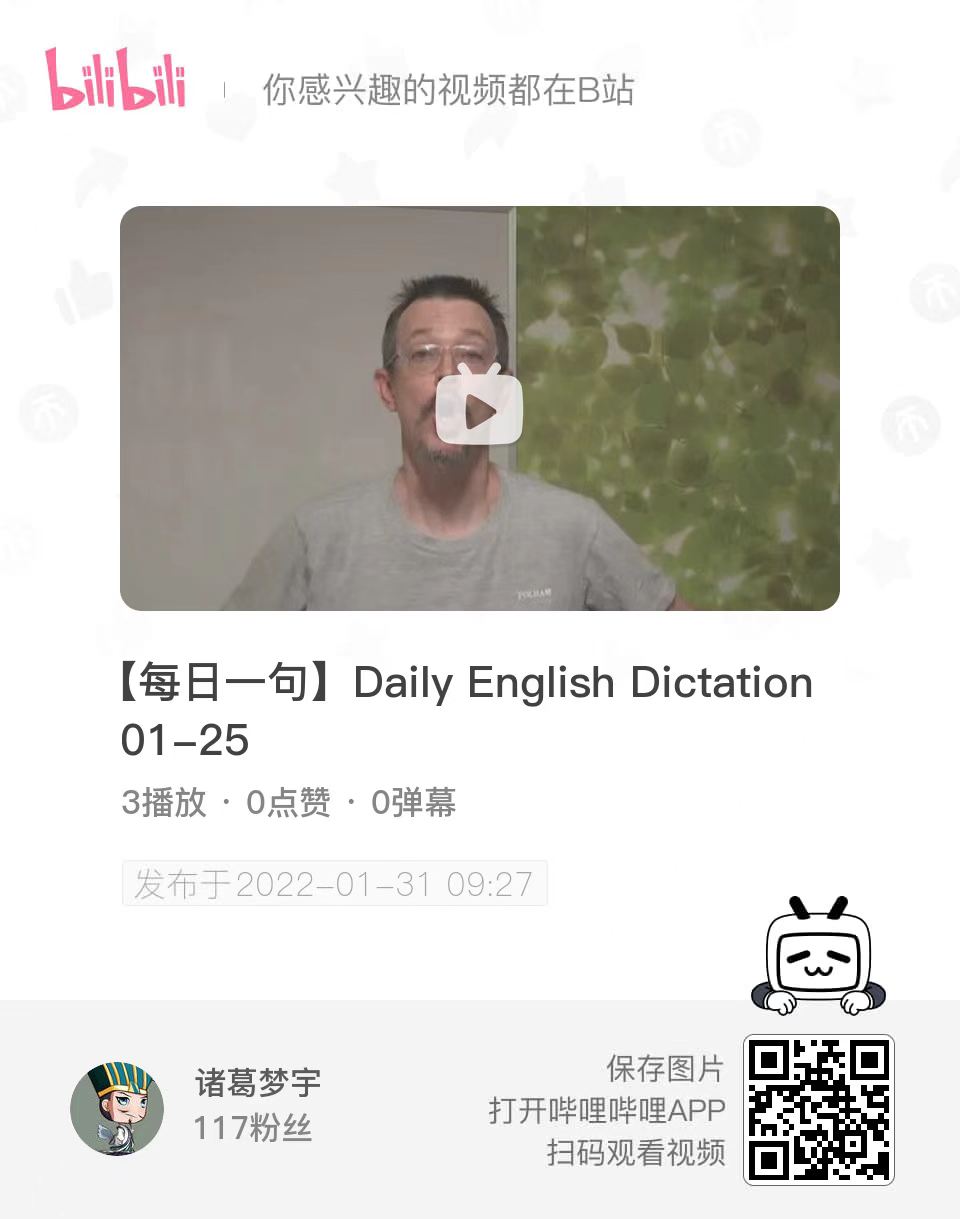 bilibili
你感兴趣的视频都在B站
POLHAM
【每日一句】Daily English Dictation
01-25
3播放 · 0点赞 · 0弹幕
发布于2022-01-31 09:27
诸葛梦宇
117粉丝
保存图片
打开哔哩哔哩APP
扫码观看视频